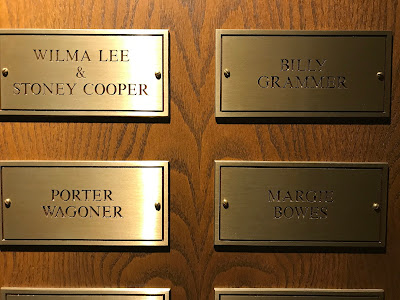 WILMA LEE
&
STONEY COOPER
BILLY
GRAMMER
PORTER
WAGONER
MARGIE
BOWES